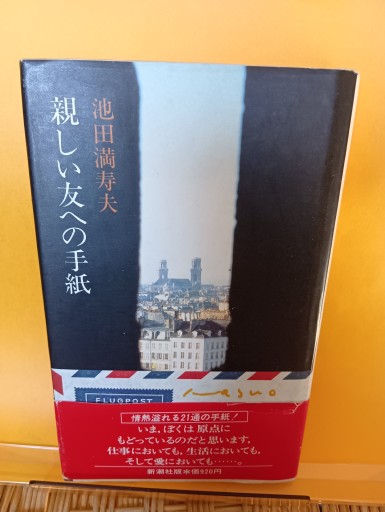 池田満寿夫
親しい友への手紙
FLUGPOST
Masuo
情熱溢れる21通の手紙!
いま、ぼくは原点に
もどっているのだと思います。
仕事においても、生活においても、
そして愛においても……。
新潮社版定価920円